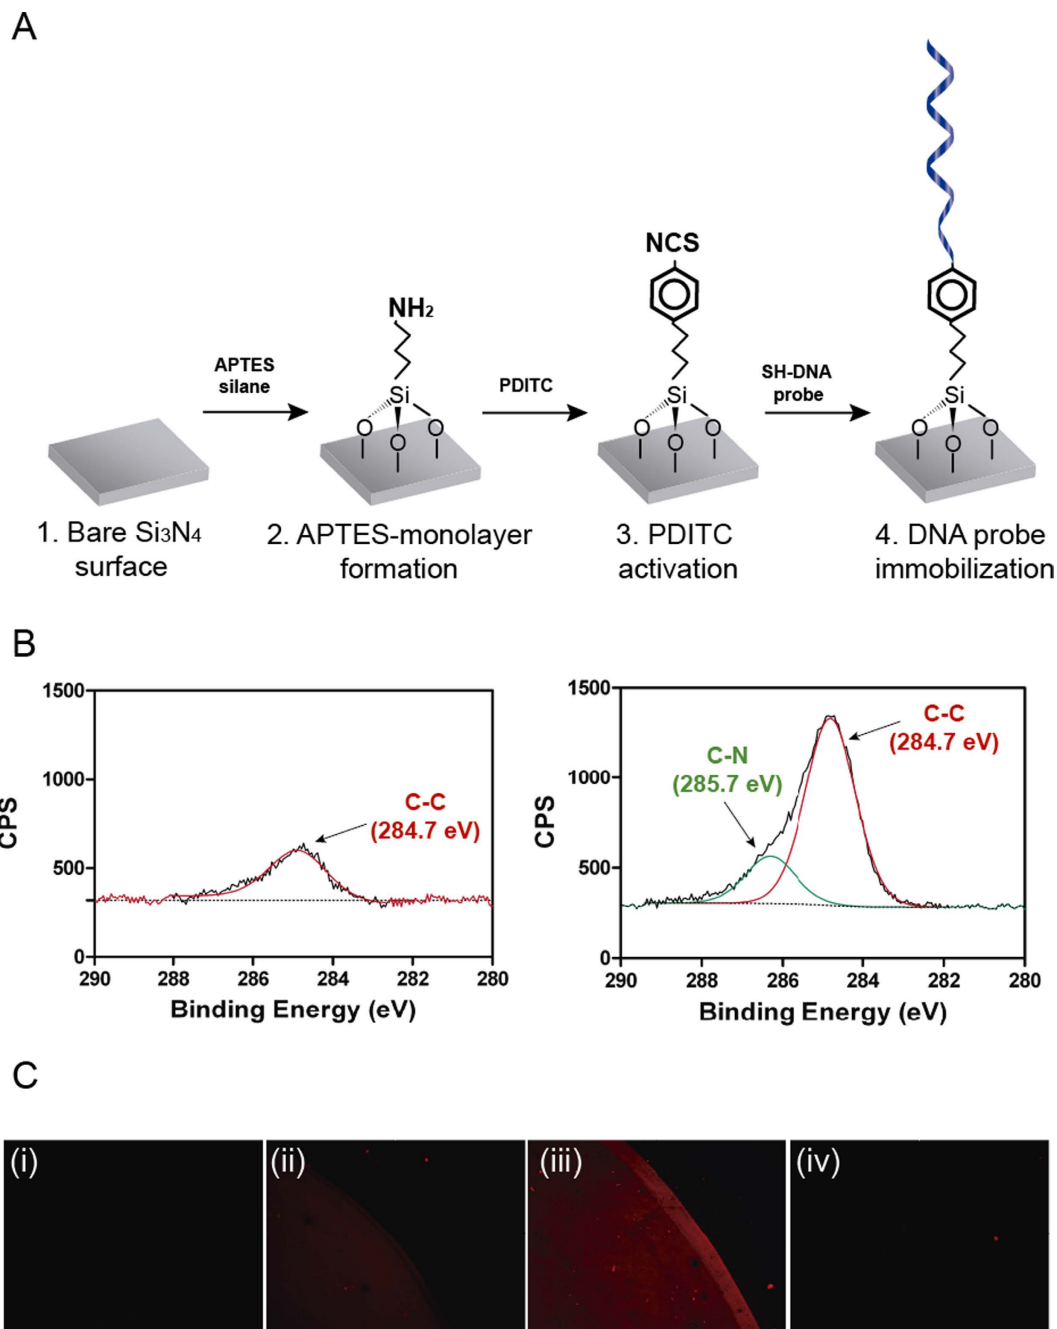 A
NCS
NH2
APTES
silane
PDITC
SH-DNA
probe
Si
Si
Si
O
O
O
O
O
O
O
O
O
1. Bare Si3N4
surface
2. APTES-monolayer
formation
3. PDITC
activation
4. DNA probe
immobilization
B
1500
1000
500
0
CPS
C-C
(284.7 eV)
290
288
286
284
282
280
Binding Energy (eV)
1500
1000
500
0
CPS
C-N
(285.7 eV)
C-C
(284.7 eV)
290
288
286
284
282
280
Binding Energy (eV)
C
(i)
(ii)
(iii)
(iv)